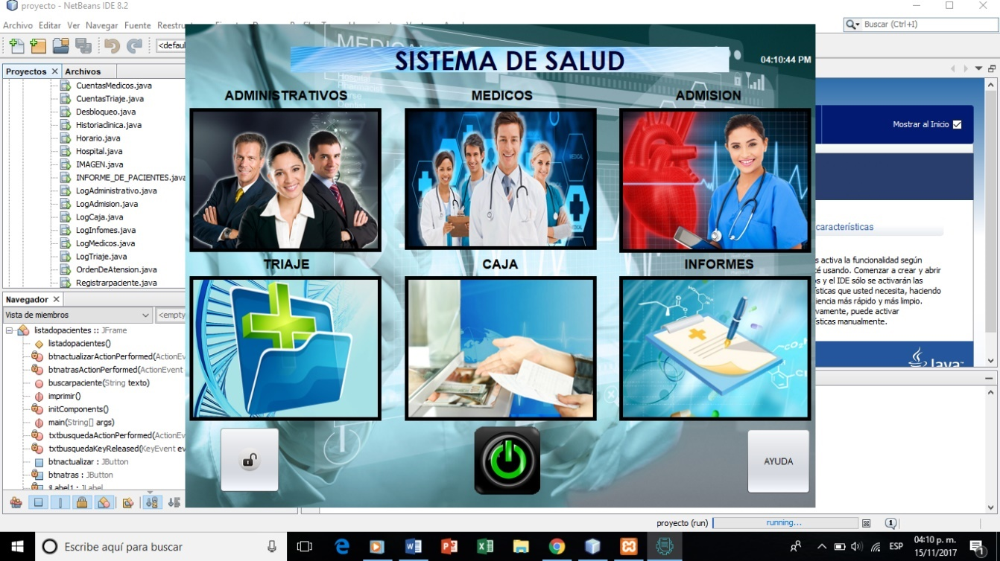 proyecto - NetBeans IDE 8.2
Archivo Editar Ver Navegar Fuente
Buscar (Ctrl+I)
Proyectos Archivos
CuentasMedicos.java
CuentasTriaje.java
Desbloqueo.java
Historiaclinica.java
Horario.java
Hospital.java
IMAGEN.java
INFORME_DE_PACIENTES.java
LogAdministrativo.java
LogAdmision.java
LogCaja.java
LogInfomes.java
LogMedicos.java
LogTriaje.java
OrdenDeAtension.java
Registrarpaciente.java
Navegador
Vista de miembros <empty
listadopacientes :: JFrame
listadopacientes()
btnactualizarActionPerformed(ActionEv
btnatrasActionPerformed(ActionEvent
buscarpaciente(String texto)
imprimir()
initComponents()
main(String[] args)
txtbusquedaActionPerformed(ActionEv
txtbusquedaKeyReleased(KeyEvent ev
btnactualizar : JButton
btnatras : JButton
jLabel1 : JLabel
SISTEMA DE SALUD
04:10:44 PM
ADMINISTRATIVOS MEDICOS ADMISION
TRIAJE CAJA INFORMES
AYUDA
Mostrar al Inicio
características
s activa la funcionalidad según
té usando. Comenzar a crear y abrir
os y el IDE sólo se activarán las
ísticas que usted necesita, haciendo
iencia más rápido y más limpio.
vamente, puede activar
ísticas manualmente.
Java
proyecto (run) running...
Escribe aquí para buscar
ESP
04:10 p. m.
15/11/2017